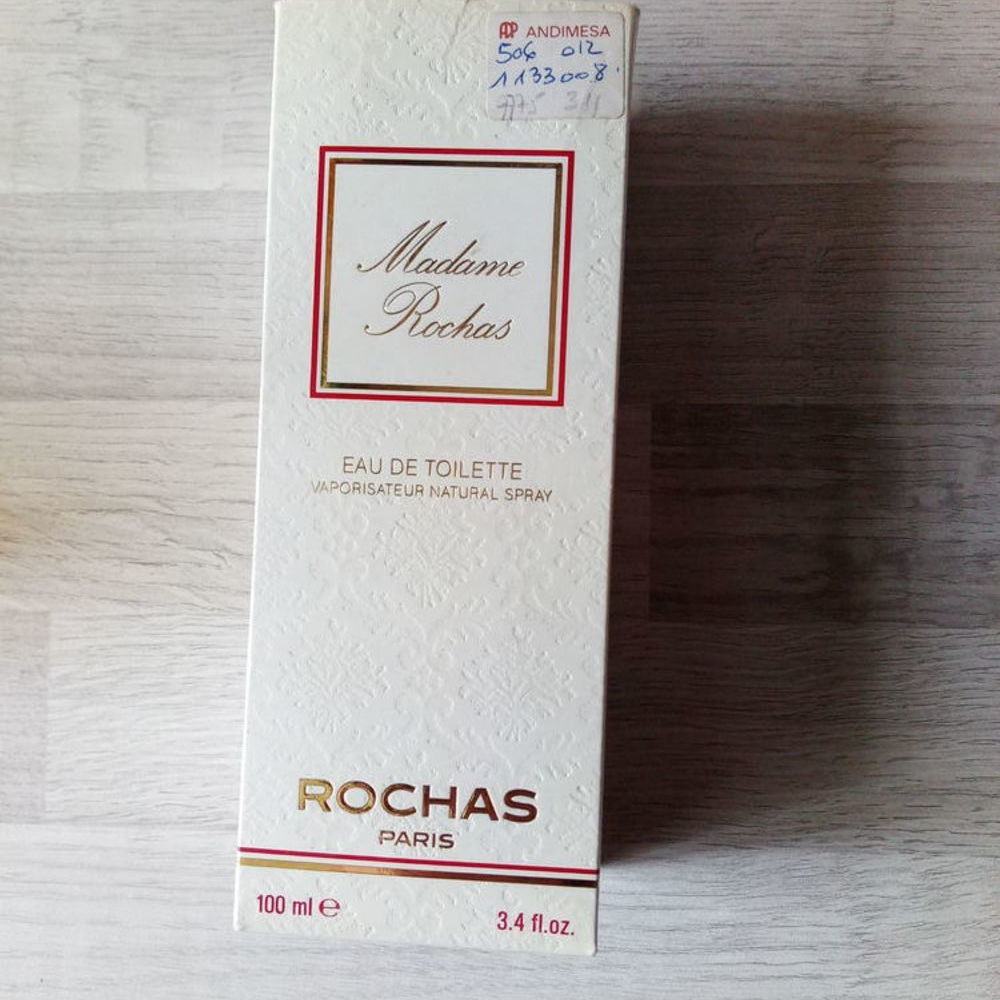 ADP ANDIMESA
506 012
1133008
Madame
Rochas
EAU DE TOILETTE
VAPORISATEUR NATURAL SPRAY
ROCHAS
PARIS
100 ml ℮
3.4 fl.oz.